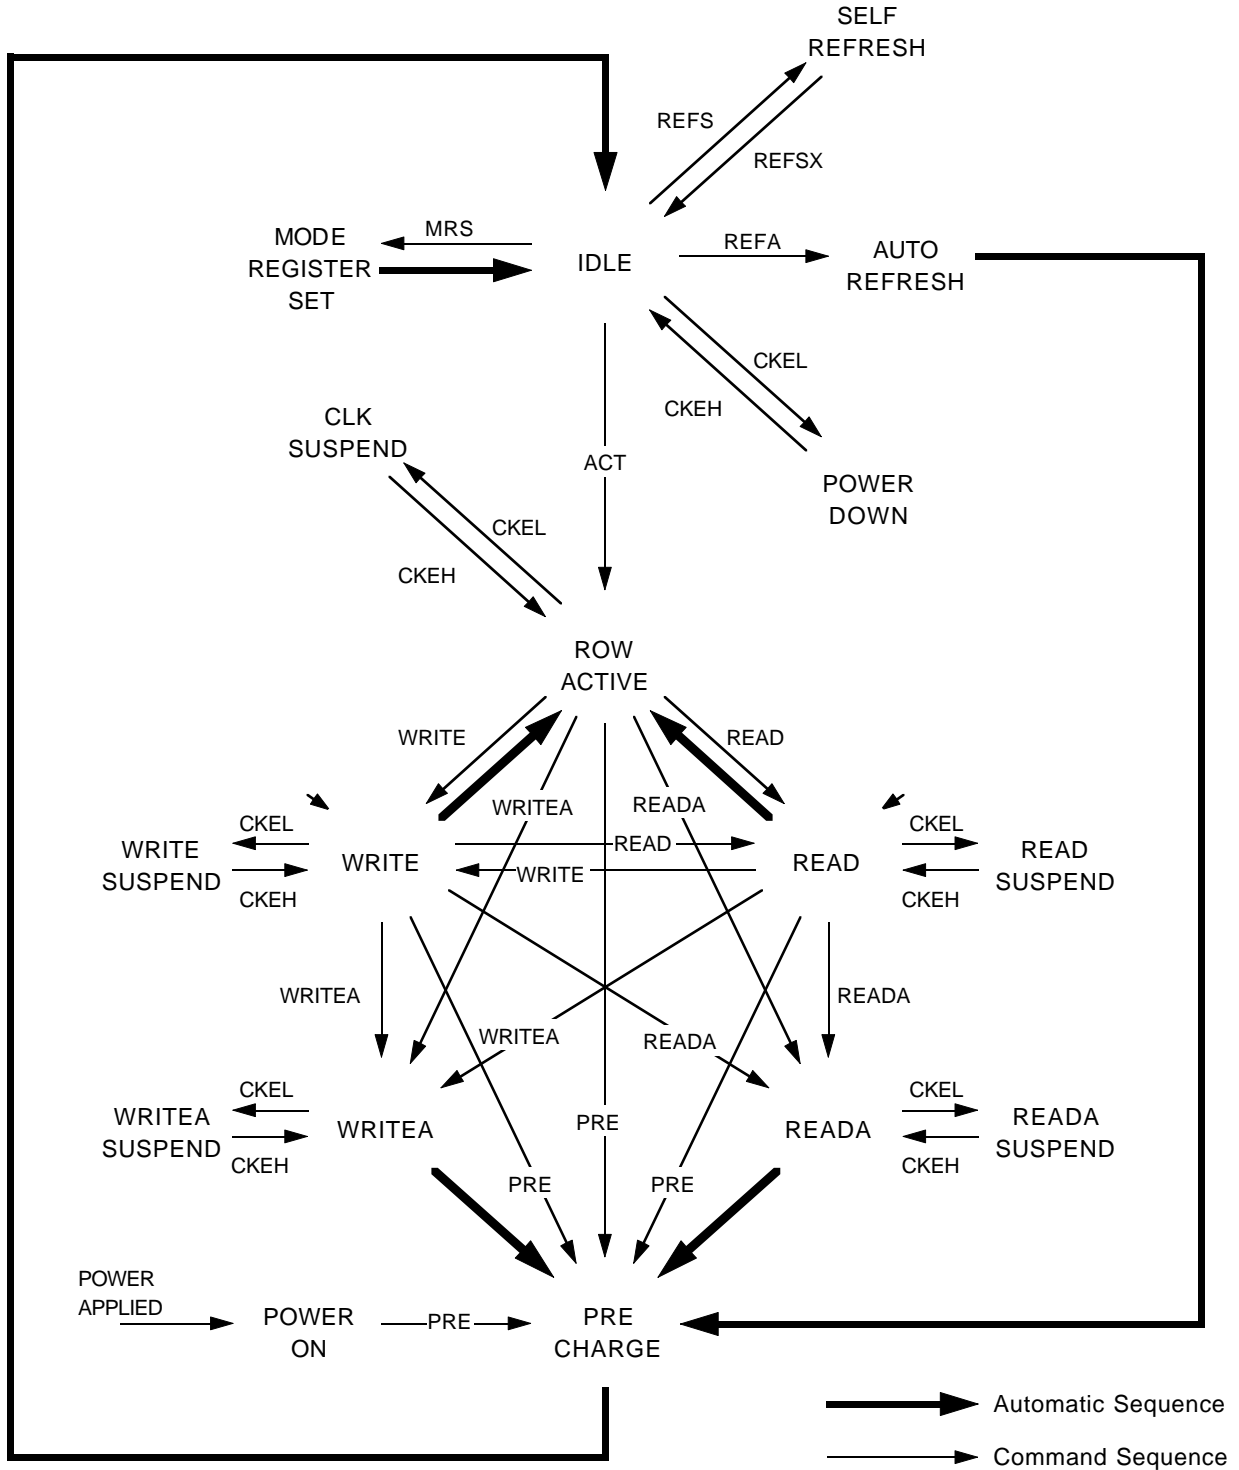 SELF
REFRESH
REFS
REFSX
MRS
MODE
REGISTER
SET
IDLE
REFA
AUTO
REFRESH
CKEL
CKEH
CLK
SUSPEND
ACT
POWER
DOWN
CKEL
CKEH
ROW
ACTIVE
WRITE
READ
WRITEA
READA
CKEL
CKEL
WRITE
SUSPEND
WRITE
READ
READ
READ
SUSPEND
WRITE
CKEH
CKEH
WRITEA
READA
WRITEA
READA
CKEL
CKEL
WRITEA
SUSPEND
WRITEA
PRE
READA
READA
SUSPEND
CKEH
CKEH
PRE
PRE
POWER
APPLIED
POWER
ON
PRE
PRE
CHARGE
Automatic Sequence
Command Sequence